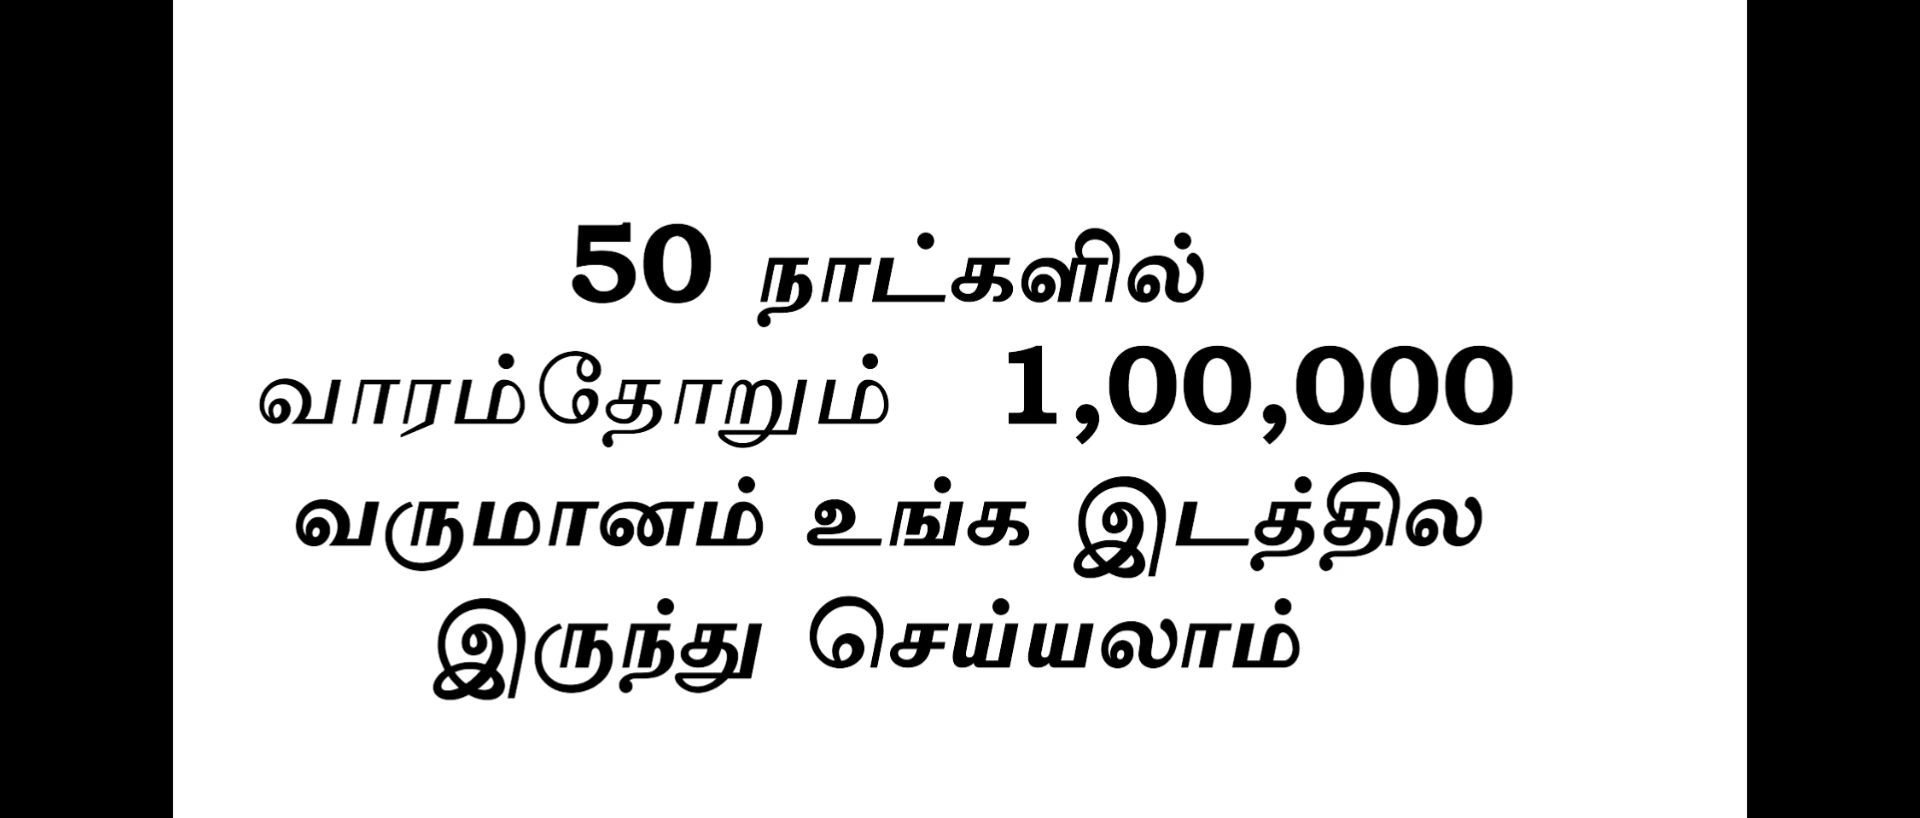 50 நாட்களில்
வாரம்தோறும் 1,00,000
வருமானம் உங்க இடத்தில
இருந்து செய்யலாம்